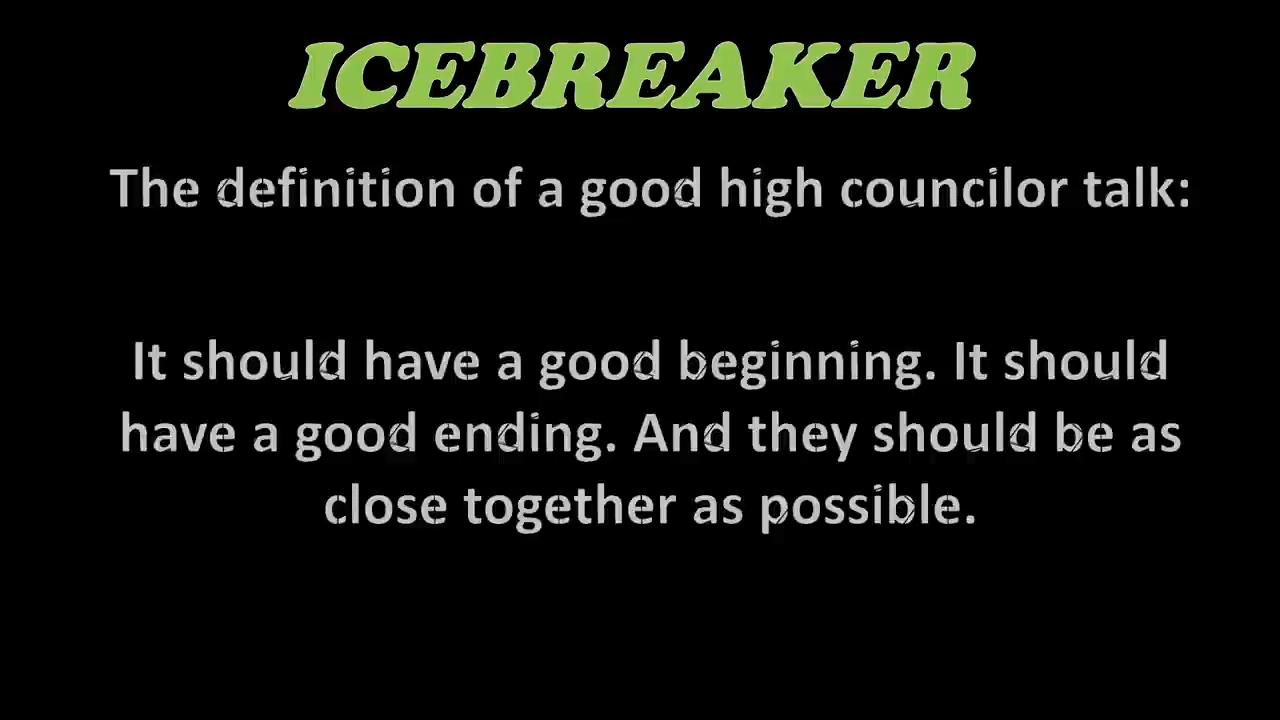 ICEBREAKER
The definition of a good high councilor talk:
It should have a good beginning. It should
have a good ending. And they should be as
close together as possible.